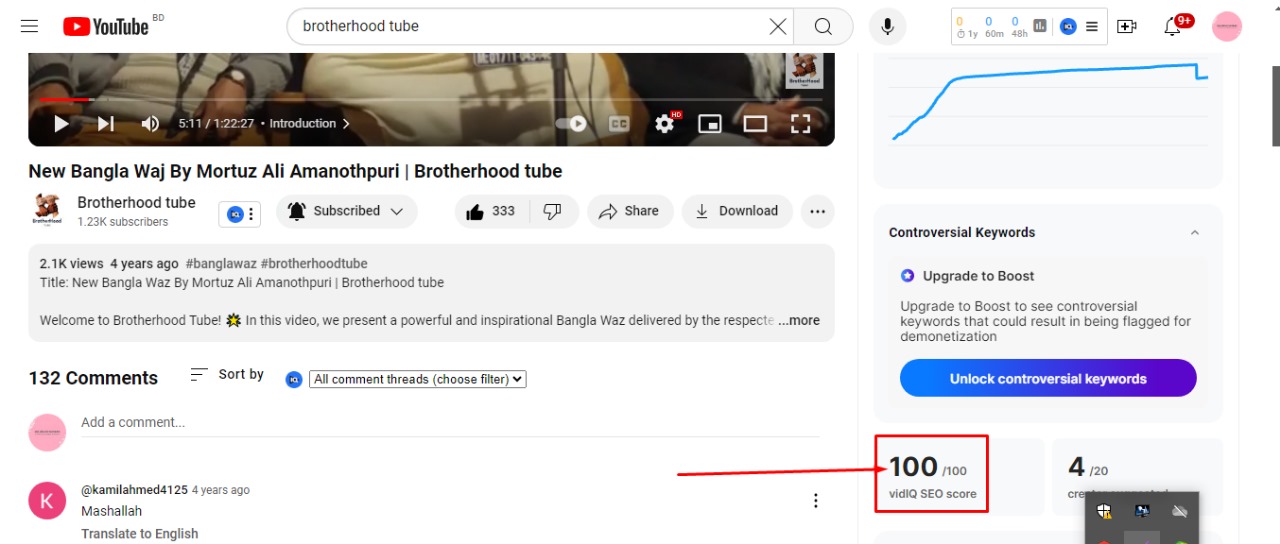 YouTube BD
brotherhood tube
0 0 0
1y 60m 48h
9+
BrotherHood
5:11 / 1:22:27 • Introduction
CC
HD
New Bangla Waj By Mortuz Ali Amanothpuri | Brotherhood tube
Brotherhood tube
1.23K subscribers
Subscribed
333
Share
Download
2.1K views 4 years ago #banglawaz #brotherhoodtube
Title: New Bangla Waz By Mortuz Ali Amanothpuri | Brotherhood tube
Welcome to Brotherhood Tube! 🌟 In this video, we present a powerful and inspirational Bangla Waz delivered by the respecte ...more
132 Comments
Sort by
All comment threads (choose filter)
Add a comment...
K
@kamilahmed4125 4 years ago
Mashallah
Translate to English
Controversial Keywords
Upgrade to Boost
Upgrade to Boost to see controversial
keywords that could result in being flagged for
demonetization
Unlock controversial keywords
100 /100
vidIQ SEO score
4 /20